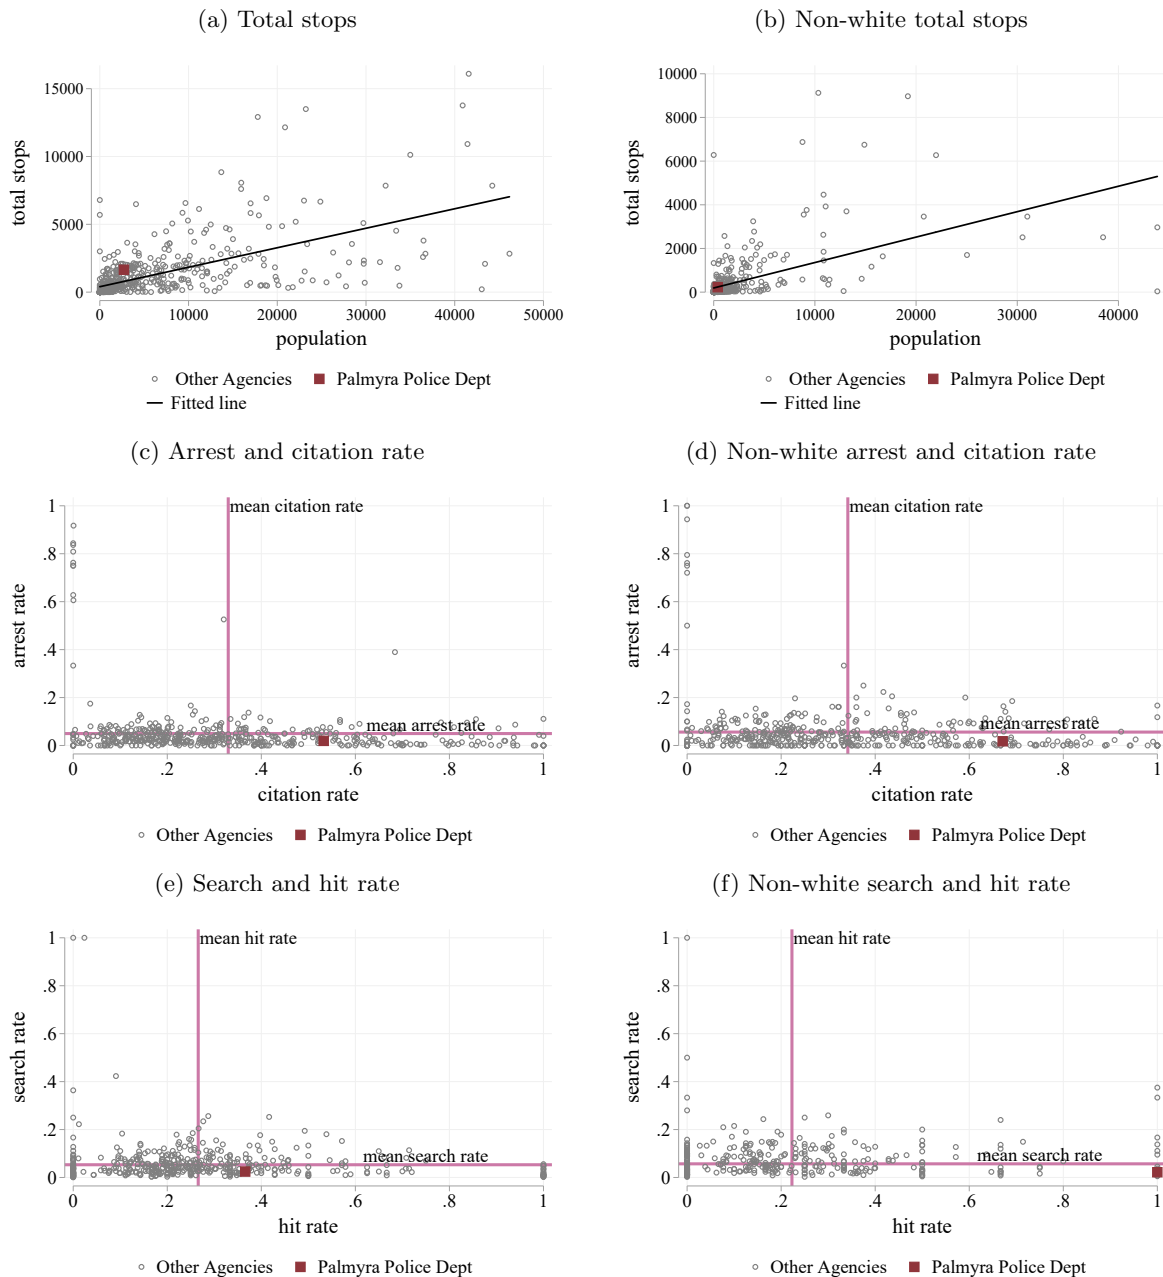 (a) Total stops
15000
10000
5000
0
total stops
0 10000 20000 30000 40000 50000
population
Other Agencies Palmyra Police Dept
Fitted line
(b) Non-white total stops
10000
8000
6000
4000
2000
0
total stops
0 10000 20000 30000 40000
population
Other Agencies Palmyra Police Dept
Fitted line
(c) Arrest and citation rate
1
.8
.6
.4
.2
0
arrest rate
mean citation rate
mean arrest rate
0 .2 .4 .6 .8 1
citation rate
Other Agencies Palmyra Police Dept
(d) Non-white arrest and citation rate
1
.8
.6
.4
.2
0
arrest rate
mean citation rate
mean arrest rate
0 .2 .4 .6 .8 1
citation rate
Other Agencies Palmyra Police Dept
(e) Search and hit rate
1
.8
.6
.4
.2
0
search rate
mean hit rate
mean search rate
0 .2 .4 .6 .8 1
hit rate
Other Agencies Palmyra Police Dept
(f) Non-white search and hit rate
1
.8
.6
.4
.2
0
search rate
mean hit rate
mean search rate
0 .2 .4 .6 .8 1
hit rate
Other Agencies Palmyra Police Dept